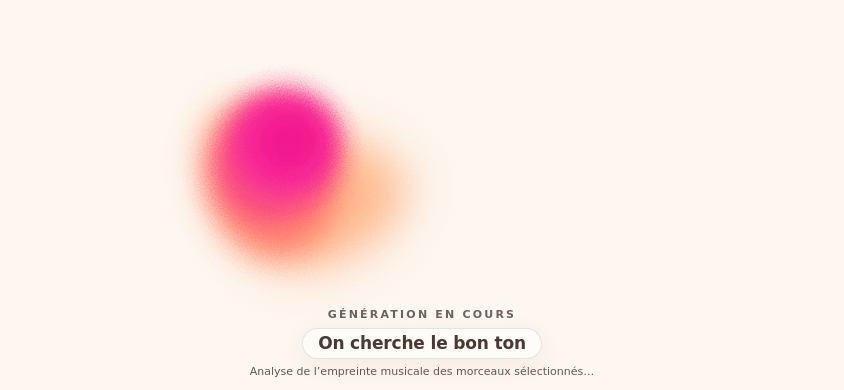 GÉNÉRATION EN COURS
On cherche le bon ton
Analyse de l’empreinte musicale des morceaux sélectionnés…